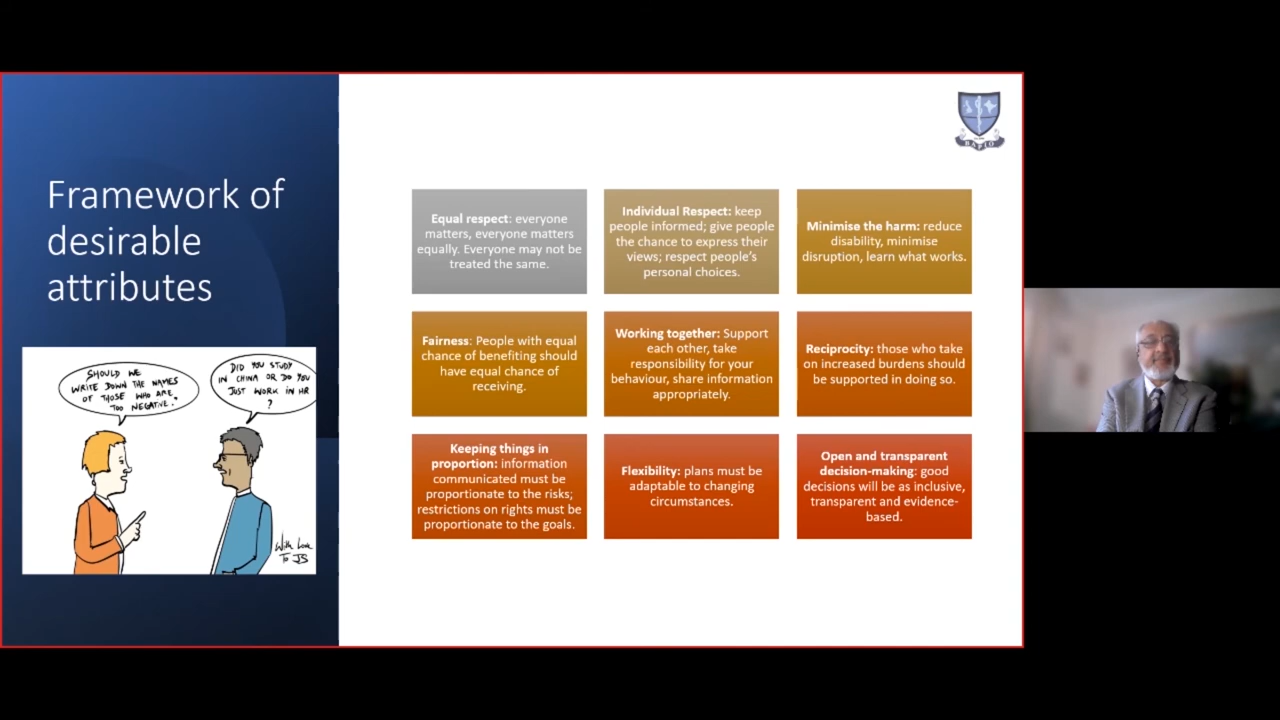 Framework of
desirable
attributes
SHOULD WE
WRITE DOWN THE NAMES
OF THOSE WHO ARE
TOO NEGATIVE.
DID YOU STUDY
IN CHINA OR DO YOU
JUST WORK IN HR
?
With Love
To JS
BAPIO
Equal respect: everyone
matters, everyone matters
equally. Everyone may not be
treated the same.
Individual Respect: keep
people informed; give people
the chance to express their
views; respect people's
personal choices.
Minimise the harm: reduce
disability, minimise
disruption, learn what works.
Fairness: People with equal
chance of benefiting should
have equal chance of
receiving.
Working together: Support
each other, take
responsibility for your
behaviour, share information
appropriately.
Reciprocity: those who take
on increased burdens should
be supported in doing so.
Keeping things in
proportion: information
communicated must be
proportionate to the risks;
restrictions on rights must be
proportionate to the goals.
Flexibility: plans must be
adaptable to changing
circumstances.
Open and transparent
decision-making: good
decisions will be as inclusive,
transparent and evidence-
based.